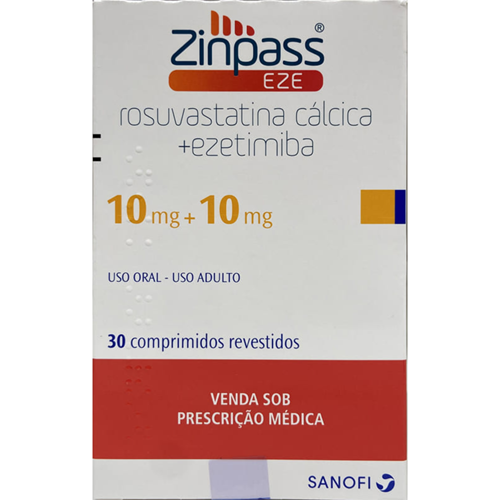 Zinpass®
EZE
rosuvastatina cálcica
+ezetimiba
10 mg + 10 mg
USO ORAL - USO ADULTO
30 comprimidos revestidos
VENDA SOB
PRESCRIÇÃO MÉDICA
SANOFI